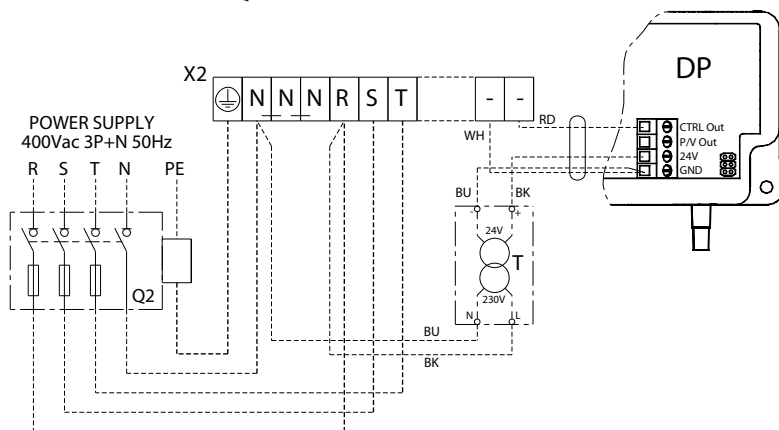 X2
N N N R S T - -
DP
RD
WH
CTRL Out
P/V Out
24V
GND
POWER SUPPLY
400Vac 3P+N 50Hz
R S T N PE
BU BK
- +
24V
T
230V
N L
Q2
BU
BK